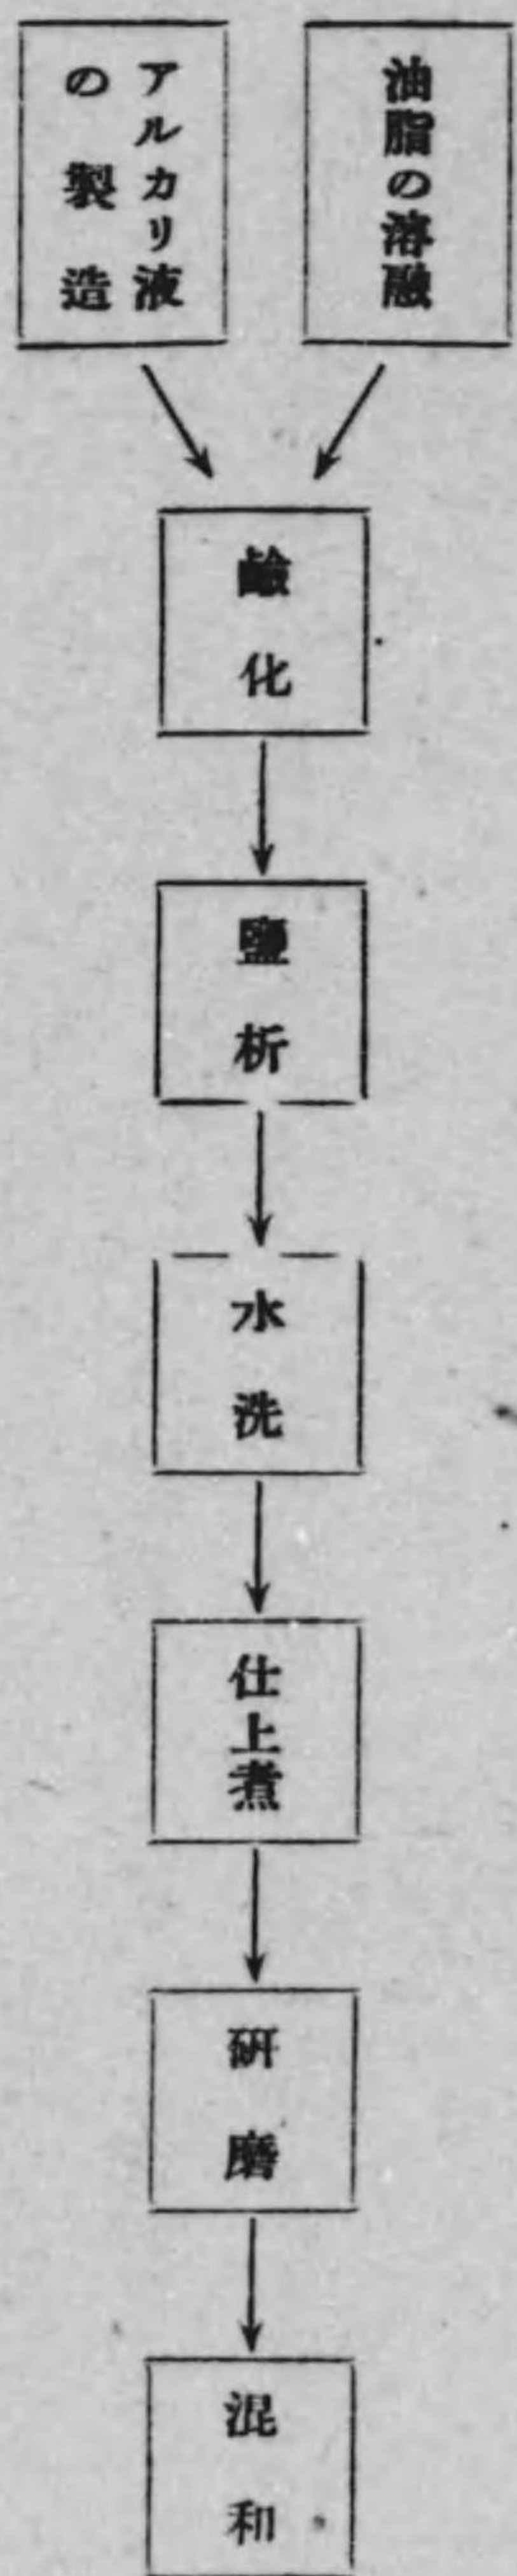 油脂の溶融
アルカリ液
の製造
鹸化
鹽析
水洗
仕上煮
研磨
混和